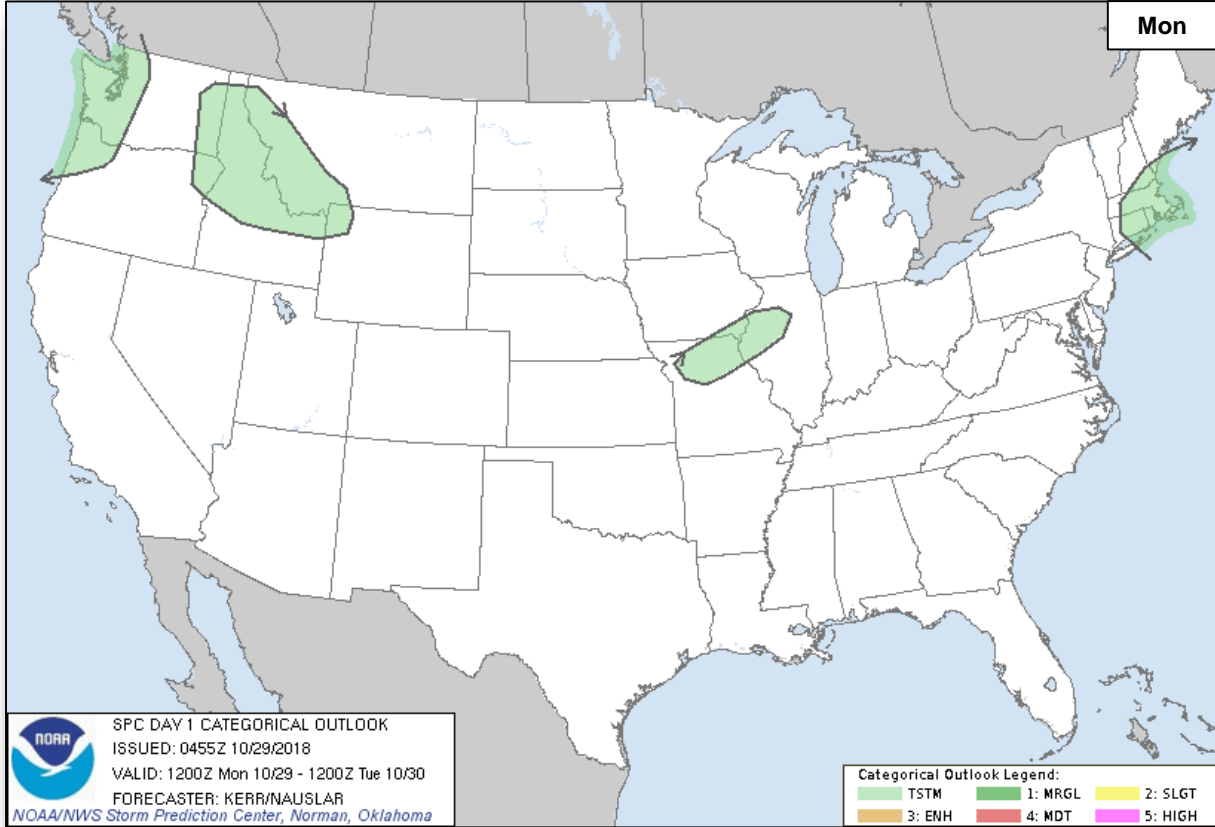 Mon
NOAA
SPC DAY 1 CATEGORICAL OUTLOOK
ISSUED: 0455Z 10/29/2018
VALID: 1200Z Mon 10/29 - 1200Z Tue 10/30
FORECASTER: KERR/NAUSLAR
NOAA/NWS Storm Prediction Center, Norman, Oklahoma
Categorical Outlook Legend:
TSTM 1: MRGL 2: SLGT
3: ENH 4: MDT 5: HIGH